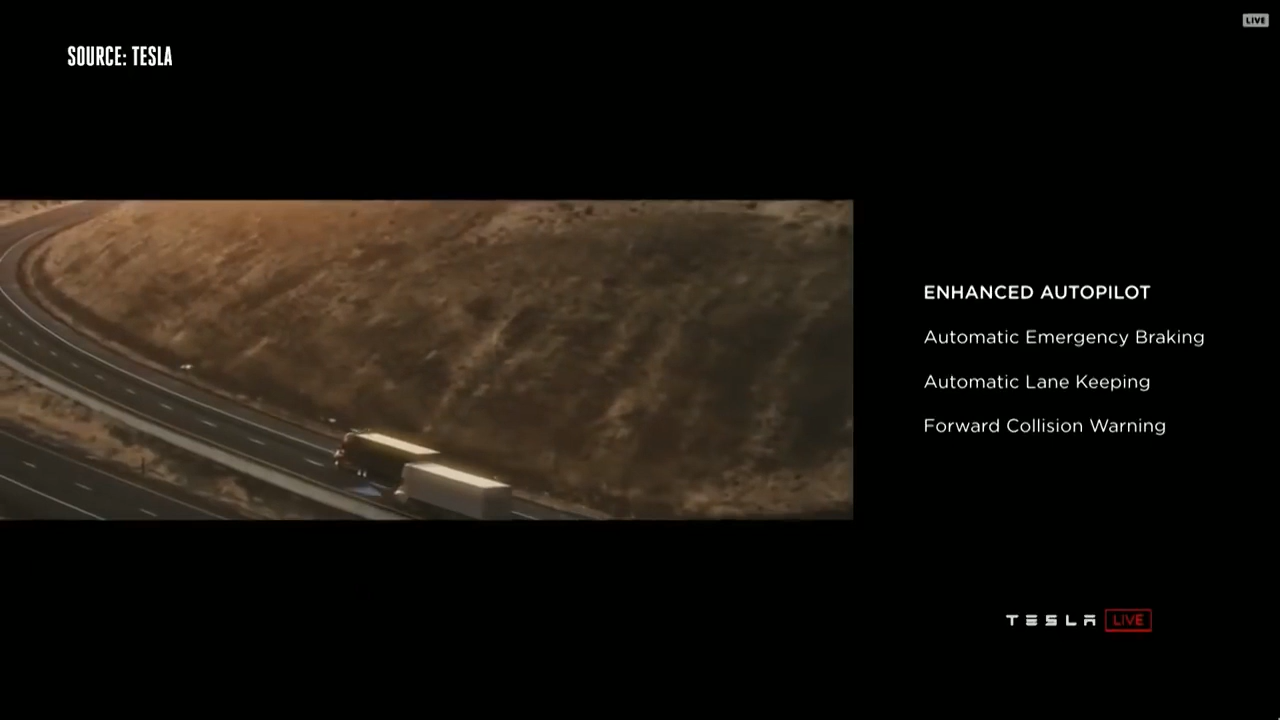 LIVE
SOURCE: TESLA
ENHANCED AUTOPILOT
Automatic Emergency Braking
Automatic Lane Keeping
Forward Collision Warning
TESLA LIVE